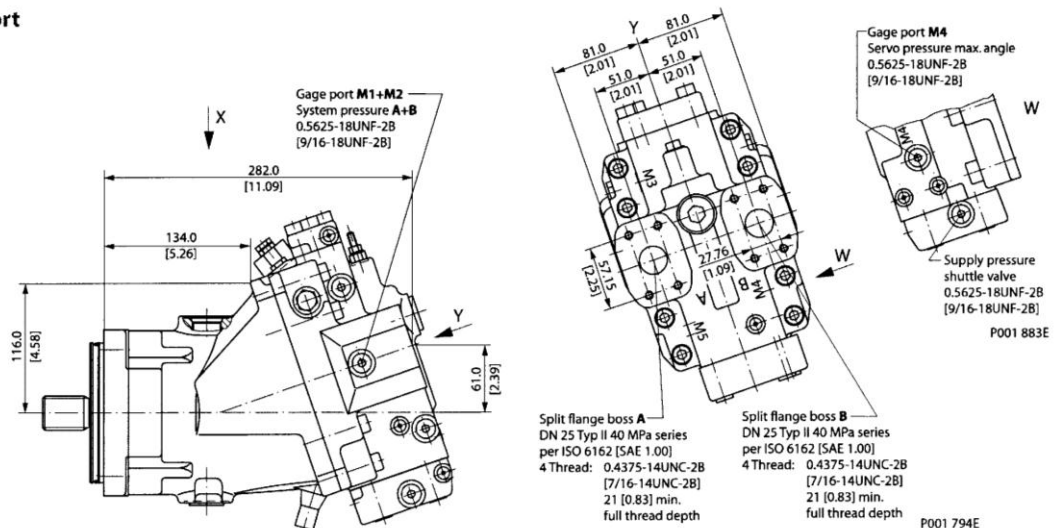 ort
Gage port M1+M2
System pressure A+B
0.5625-18UNF-2B
[9/16-18UNF-2B]
X
282.0
[11.09]
134.0
[5.26]
116.0
[4.58]
Y
61.0
[2.39]
Y
81.0
[2.01]
81.0
[2.01]
51.0
[2.01]
51.0
[2.01]
M3
57.15
[2.25]
27.76
[1.09]
A
B
M4
M5
W
Split flange boss A
DN 25 Typ II 40 MPa series
per ISO 6162 [SAE 1.00]
4 Thread: 0.4375-14UNC-2B
[7/16-14UNC-2B]
21 [0.83] min.
full thread depth
Split flange boss B
DN 25 Typ II 40 MPa series
per ISO 6162 [SAE 1.00]
4 Thread: 0.4375-14UNC-2B
[7/16-14UNC-2B]
21 [0.83] min.
full thread depth
Gage port M4
Servo pressure max. angle
0.5625-18UNF-2B
[9/16-18UNF-2B]
W
M4
Supply pressure
shuttle valve
0.5625-18UNF-2B
[9/16-18UNF-2B]
P001 883E
P001 794E